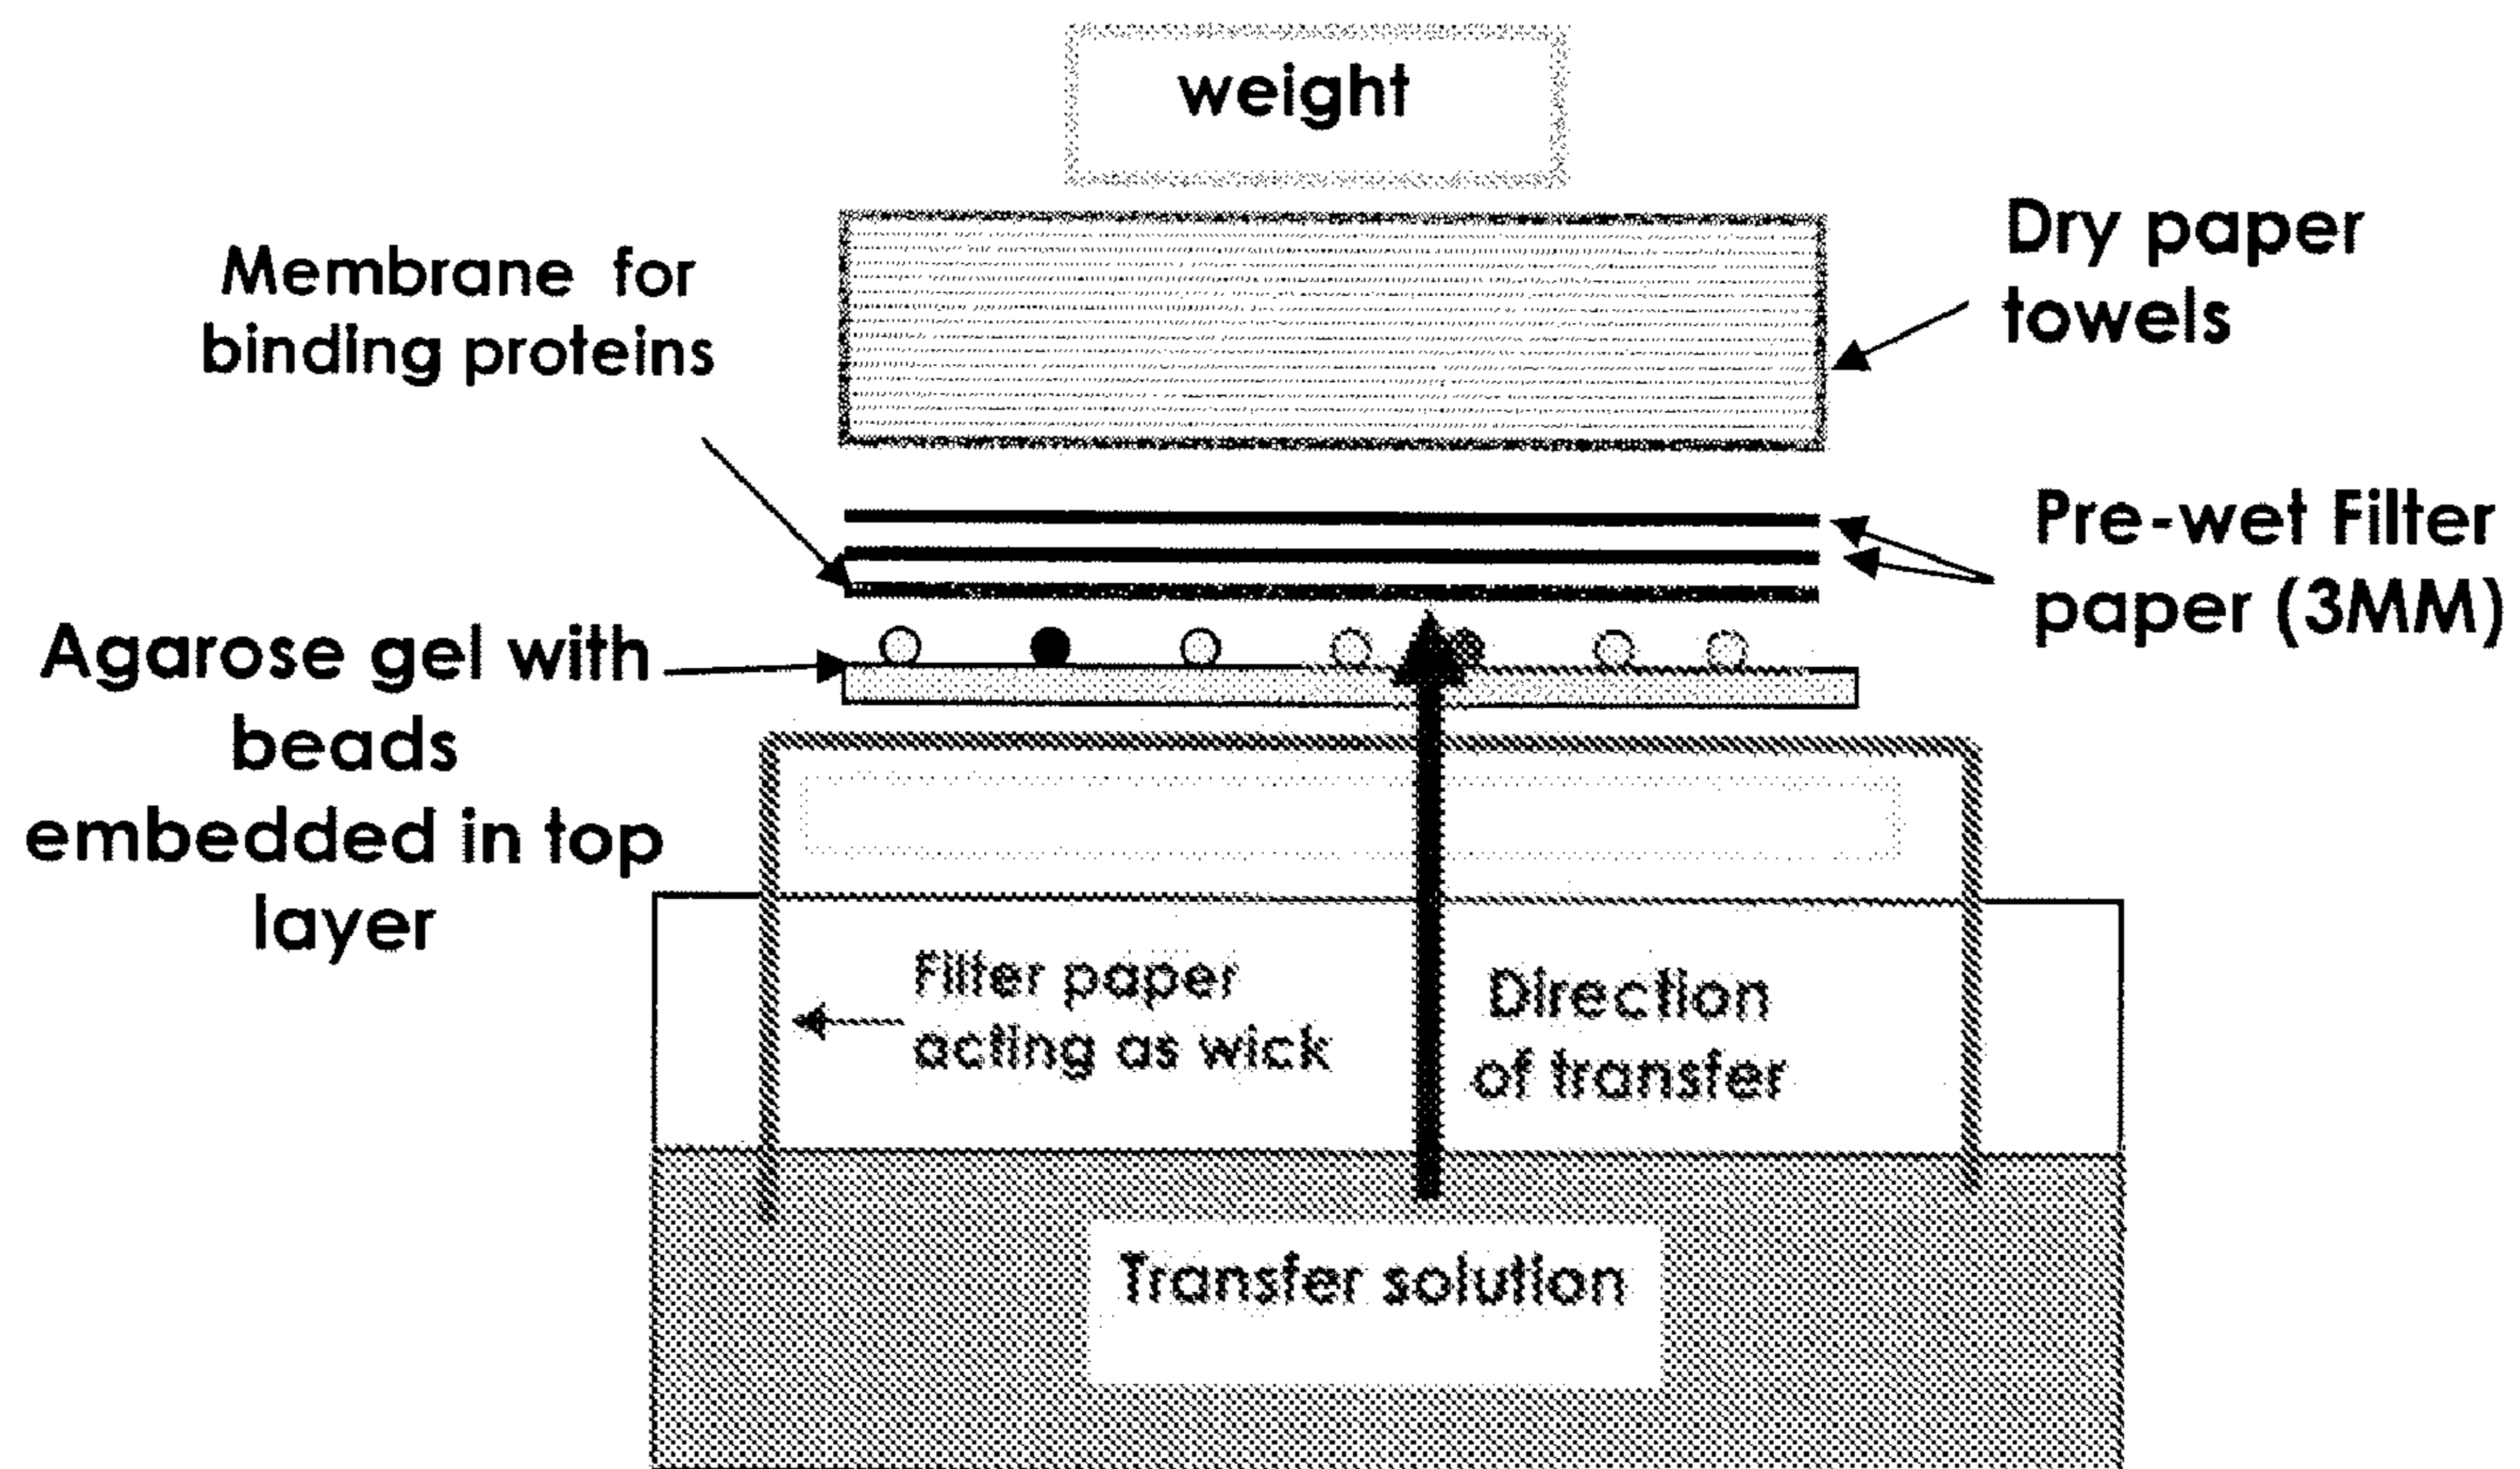 weight
Dry paper
towels
Membrane for
binding proteins
Pre-wet Filter
paper (3MM)
Agarose gel with
beads
embedded in top
layer
Filter paper
acting as wick
Direction
of transfer
Transfer solution